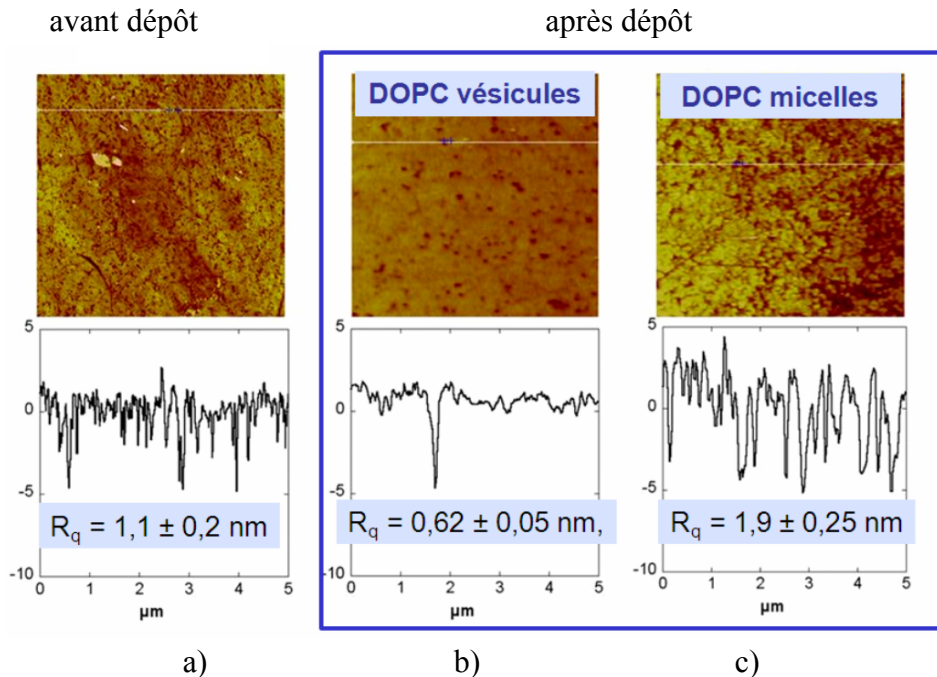 avant dépôt
après dépôt
DOPC vésicules
DOPC micelles
5
0
-5
-10
R_q = 1,1 ± 0,2 nm
0 1 2 3 4 5
µm
5
0
-5
-10
R_q = 0,62 ± 0,05 nm,
0 1 2 3 4 5
µm
5
0
-5
-10
R_q = 1,9 ± 0,25 nm
0 1 2 3 4 5
µm
a)
b)
c)